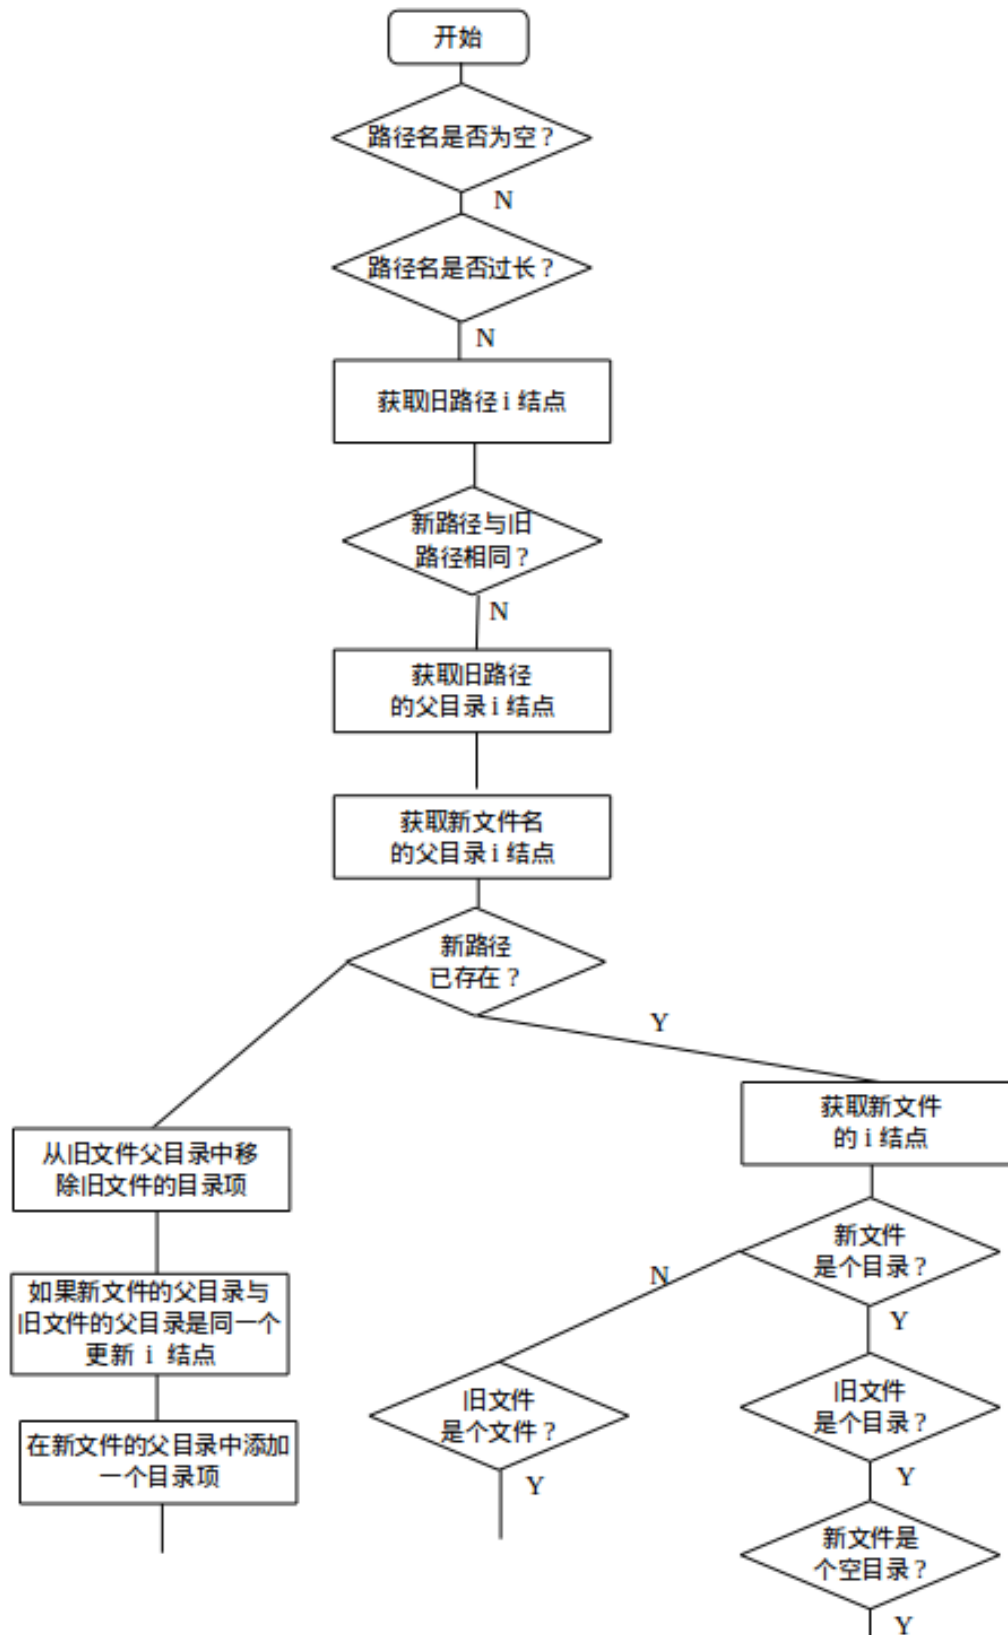 开始
路径名是否为空？
N
路径名是否过长？
N
获取旧路径 i 结点
新路径与旧
路径相同？
N
获取旧路径
的父目录 i 结点
获取新文件名
的父目录 i 结点
新路径
已存在？
Y
从旧文件父目录中移
除旧文件的目录项
如果新文件的父目录与
旧文件的父目录是同一个
更新 i 结点
在新文件的父目录中添加
一个目录项
获取新文件
的 i 结点
新文件
是个目录？
N
Y
旧文件
是个文件？
Y
旧文件
是个目录？
Y
新文件是
个空目录？
Y